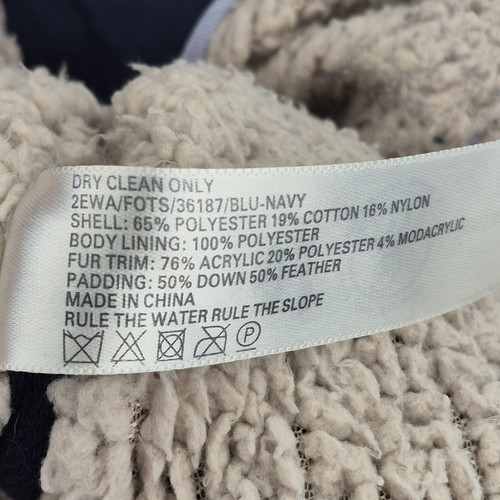 DRY CLEAN ONLY
2EWA/FOTS/36187/BLU-NAVY
SHELL: 65% POLYESTER 19% COTTON 16% NYLON
BODY LINING: 100% POLYESTER
FUR TRIM: 76% ACRYLIC 20% POLYESTER 4% MODACRYLIC
PADDING: 50% DOWN 50% FEATHER
MADE IN CHINA
RULE THE WATER RULE THE SLOPE
P